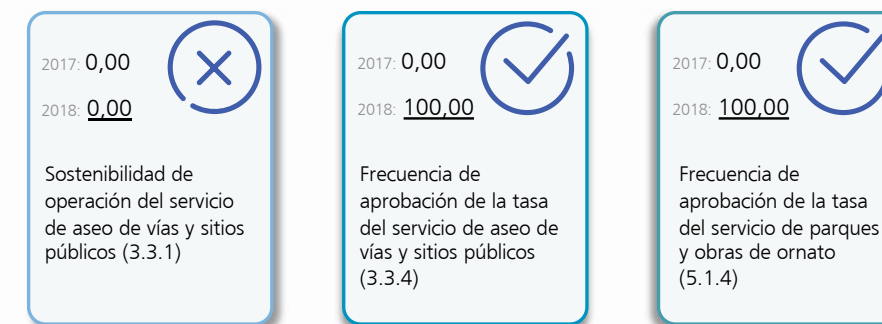 2017: 0,00
2018: 0,00
Sostenibilidad de
operación del servicio
de aseo de vías y sitios
públicos (3.3.1)
2017: 0,00
2018: 100,00
Frecuencia de
aprobación de la tasa
del servicio de aseo de
vías y sitios públicos
(3.3.4)
2017: 0,00
2018: 100,00
Frecuencia de
aprobación de la tasa
del servicio de parques
y obras de ornato
(5.1.4)